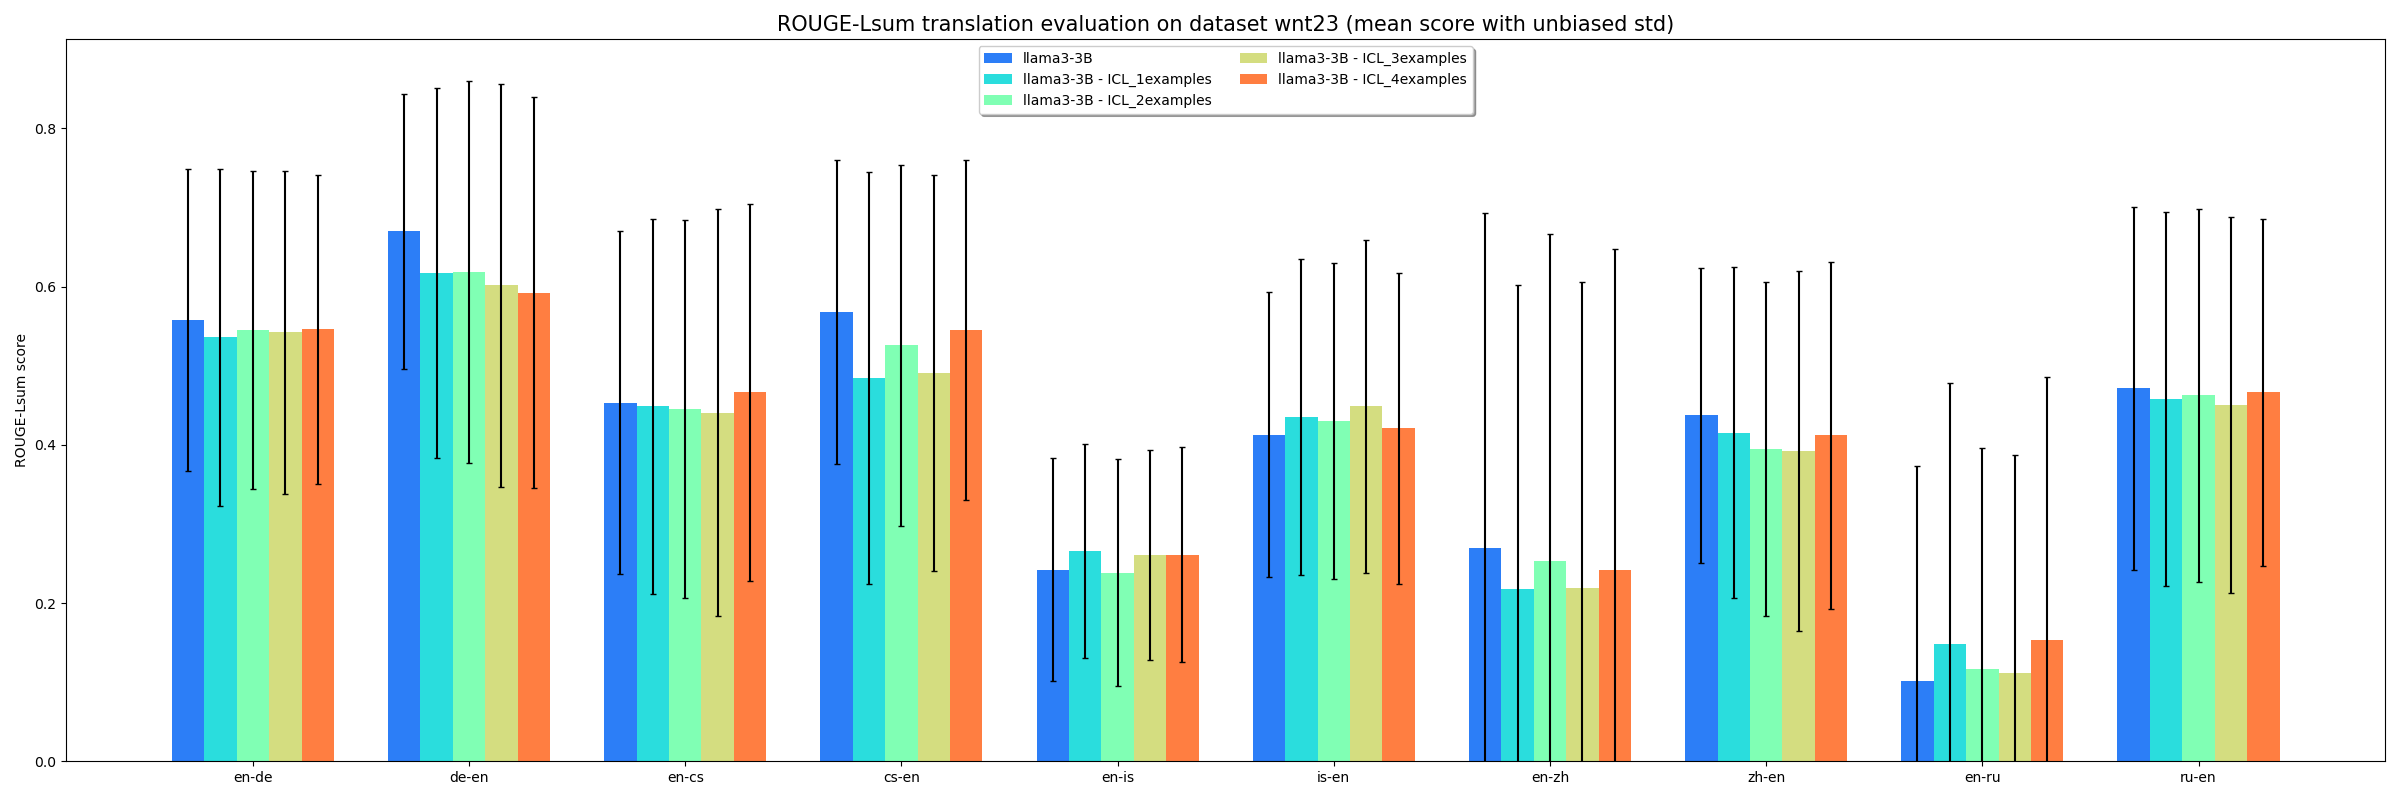 ROUGE-Lsum translation evaluation on dataset wnt23 (mean score with unbiased std)
llama3-3B
llama3-3B - ICL_1examples
llama3-3B - ICL_2examples
llama3-3B - ICL_3examples
llama3-3B - ICL_4examples
ROUGE-Lsum score
0.8
0.6
0.4
0.2
0.0
en-de
de-en
en-cs
cs-en
en-is
is-en
en-zh
zh-en
en-ru
ru-en